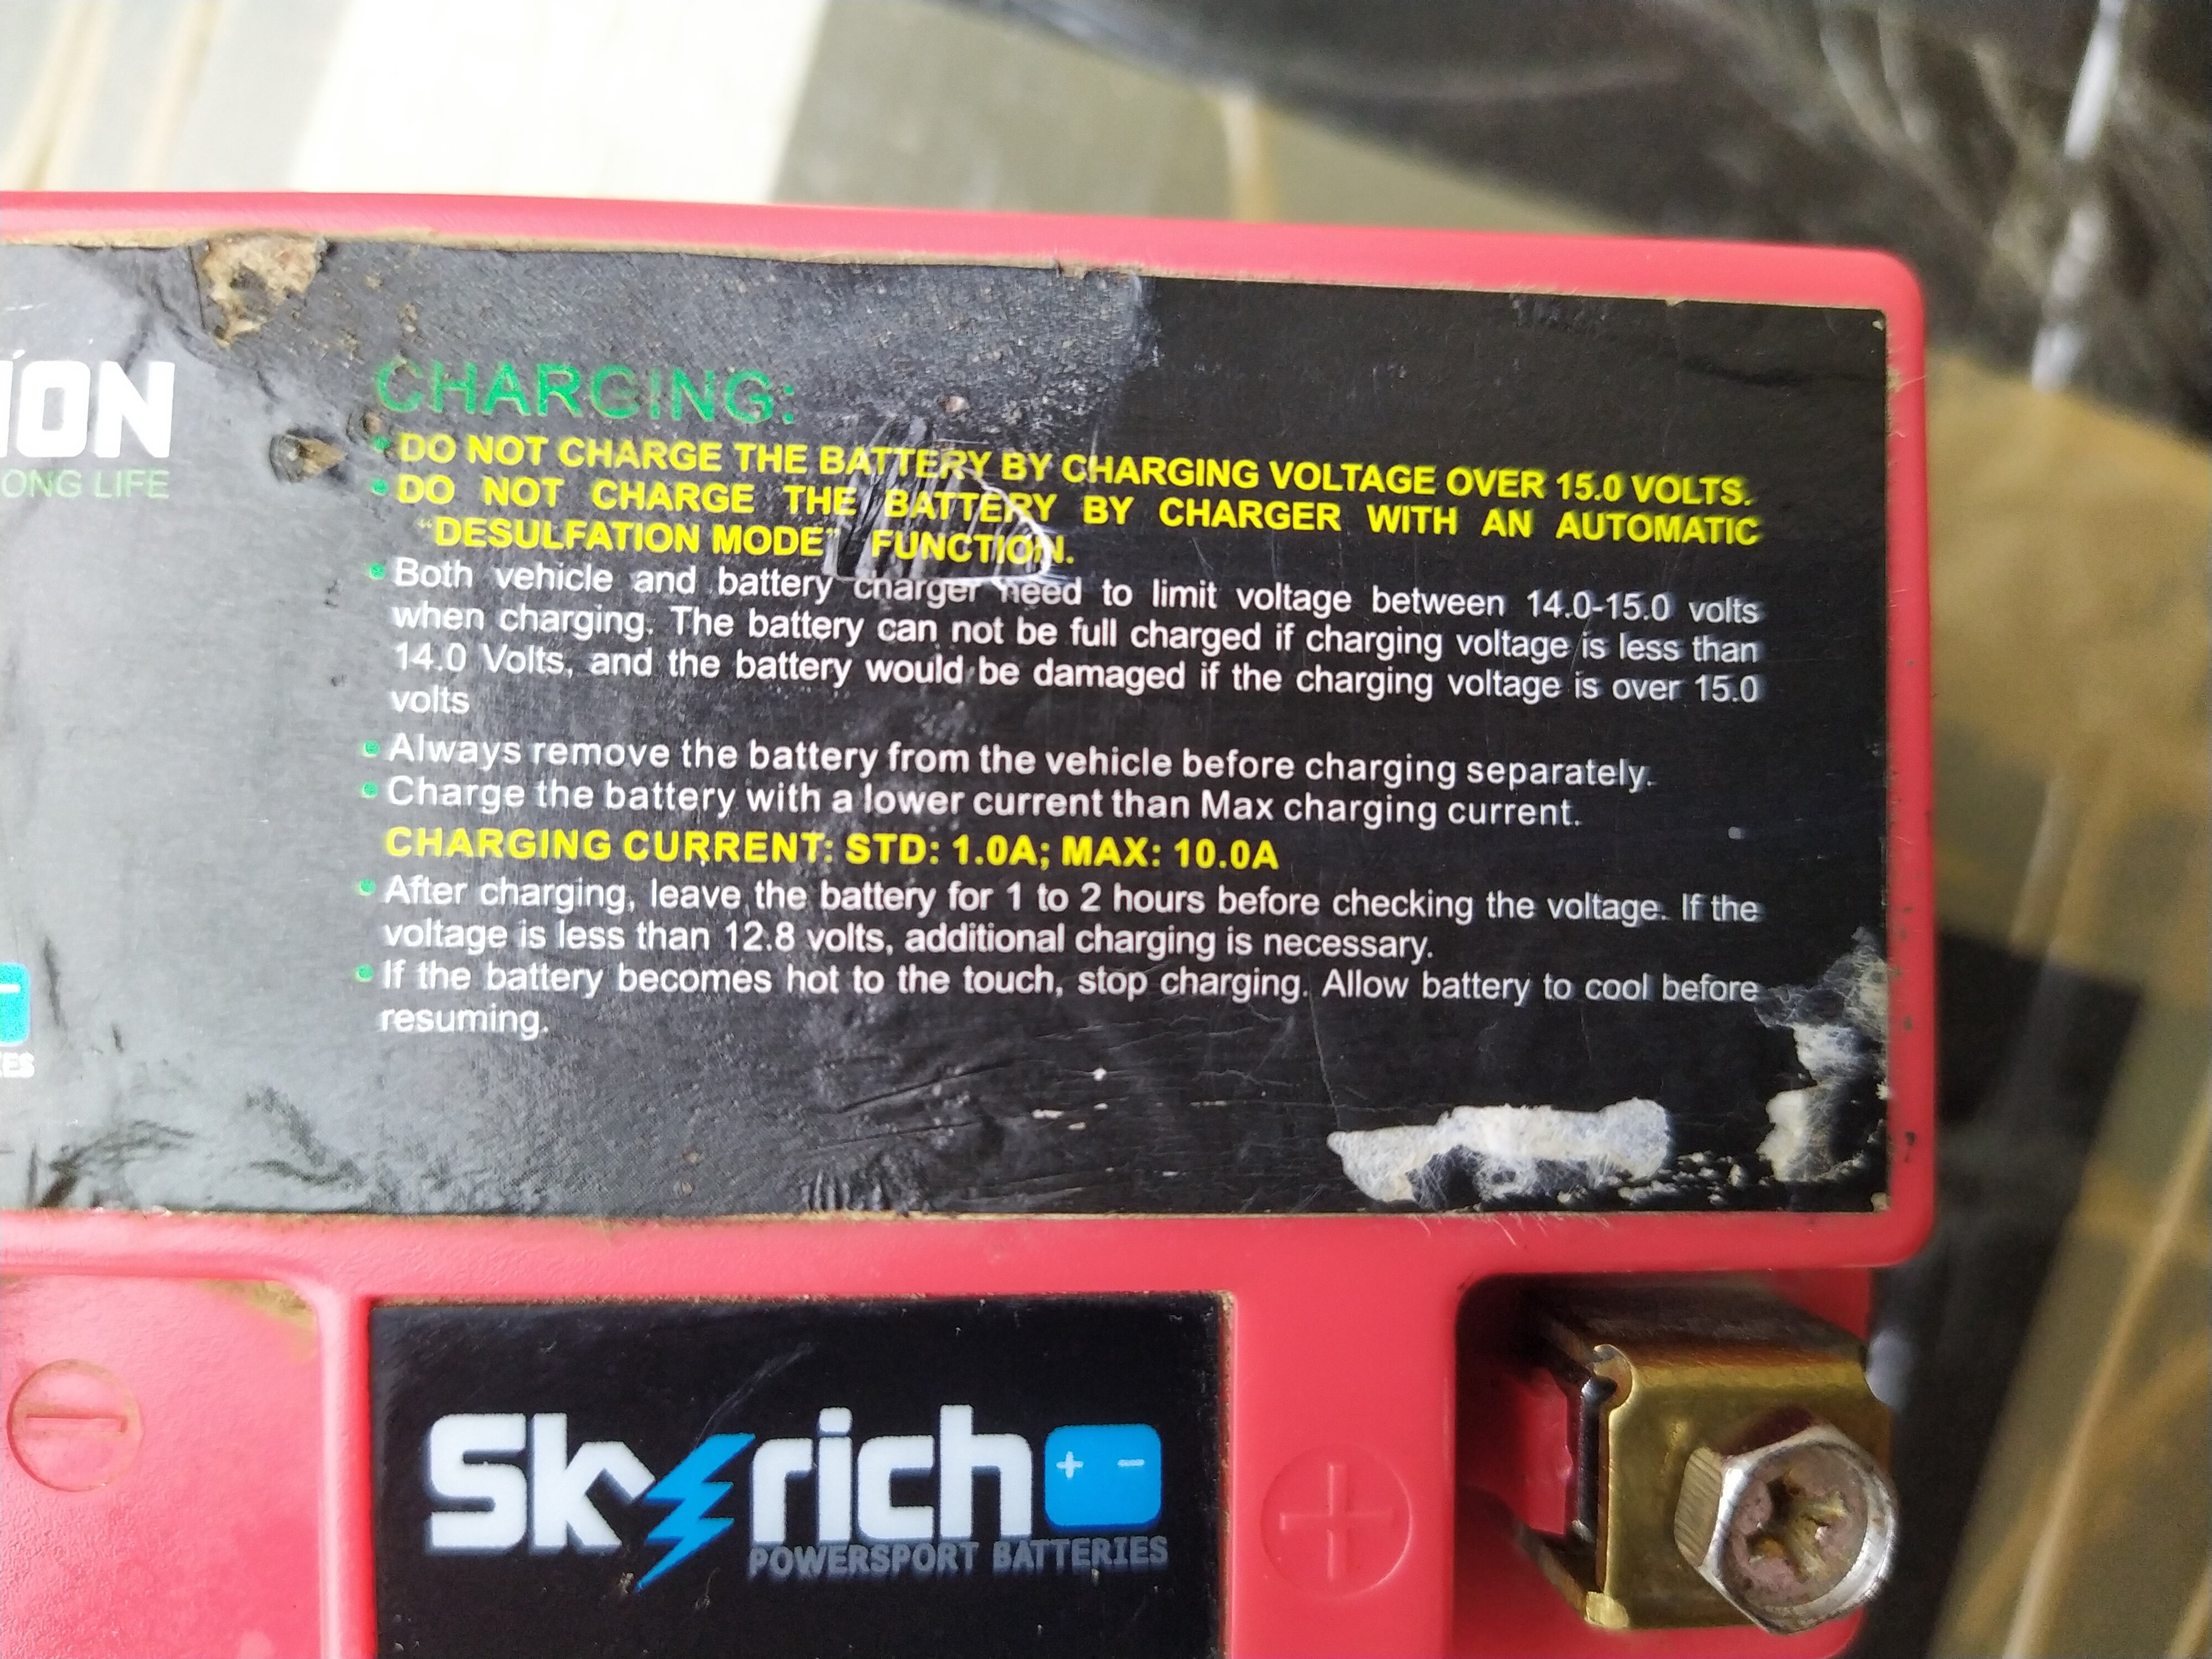 ION
ONG LIFE
CHARGING:
• DO NOT CHARGE THE BATTERY BY CHARGING VOLTAGE OVER 15.0 VOLTS.
• DO NOT CHARGE THE BATTERY BY CHARGER WITH AN AUTOMATIC
“DESULFATION MODE” FUNCTION.
• Both vehicle and battery charger need to limit voltage between 14.0-15.0 volts
when charging. The battery can not be full charged if charging voltage is less than
14.0 Volts, and the battery would be damaged if the charging voltage is over 15.0
volts
• Always remove the battery from the vehicle before charging separately.
• Charge the battery with a lower current than Max charging current.
CHARGING CURRENT: STD: 1.0A; MAX: 10.0A
• After charging, leave the battery for 1 to 2 hours before checking the voltage. If the
voltage is less than 12.8 volts, additional charging is necessary.
• If the battery becomes hot to the touch, stop charging. Allow battery to cool before
resuming.
Skyrich + -
POWERSPORT BATTERIES